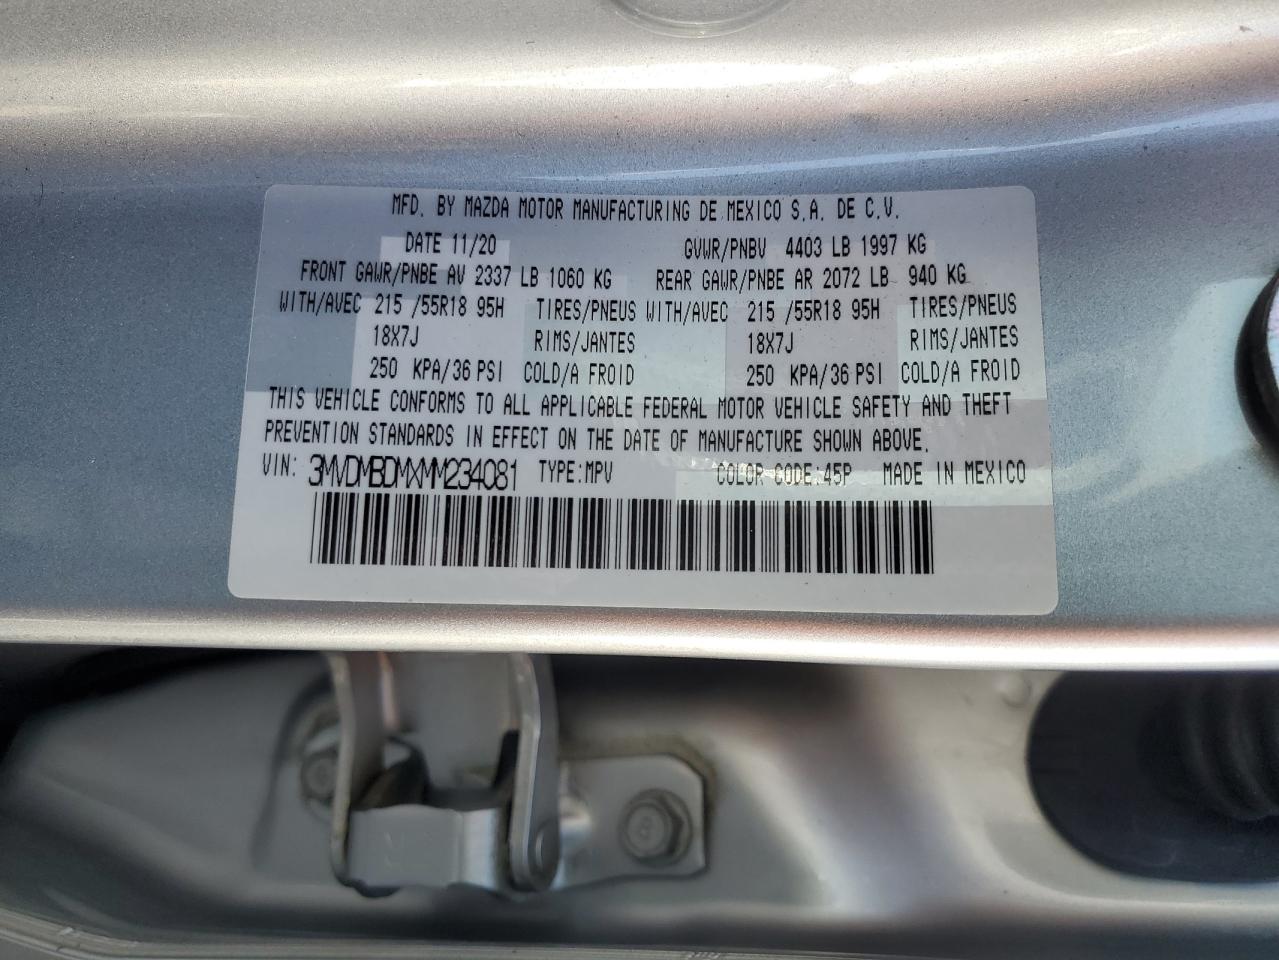 MFD. BY MAZDA MOTOR MANUFACTURING DE MEXICO S.A. DE C.V.
DATE 11/20 GVWR/PNBV 4403 LB 1997 KG
FRONT GAWR/PNBE AV 2337 LB 1060 KG REAR GAWR/PNBE AR 2072 LB 940 KG
WITH/AVEC 215 /55R18 95H TIRES/PNEUS WITH/AVEC 215 /55R18 95H TIRES/PNEUS
18X7J RIMS/JANTES 18X7J RIMS/JANTES
250 KPA/36 PSI COLD/A FROID 250 KPA/36 PSI COLD/A FROID
THIS VEHICLE CONFORMS TO ALL APPLICABLE FEDERAL MOTOR VEHICLE SAFETY AND THEFT
PREVENTION STANDARDS IN EFFECT ON THE DATE OF MANUFACTURE SHOWN ABOVE.
VIN: 3MVDMBDMXMM234081 TYPE:MPV COLOR CODE:45P MADE IN MEXICO